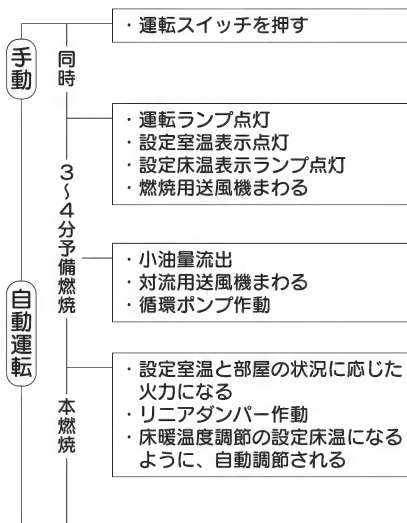 ・運転スイッチを押す
手動
同時
・運転ランプ点灯
・設定室温表示点灯
・設定床温表示ランプ点灯
・燃焼用送風機まわる
3～4分予備燃焼
・小油量流出
・対流用送風機まわる
・循環ポンプ作動
自動運転
・設定室温と部屋の状況に応じた
火力になる
・リニアダンパー作動
・床暖温度調節の設定床温になる
ように、自動調節される
本燃焼